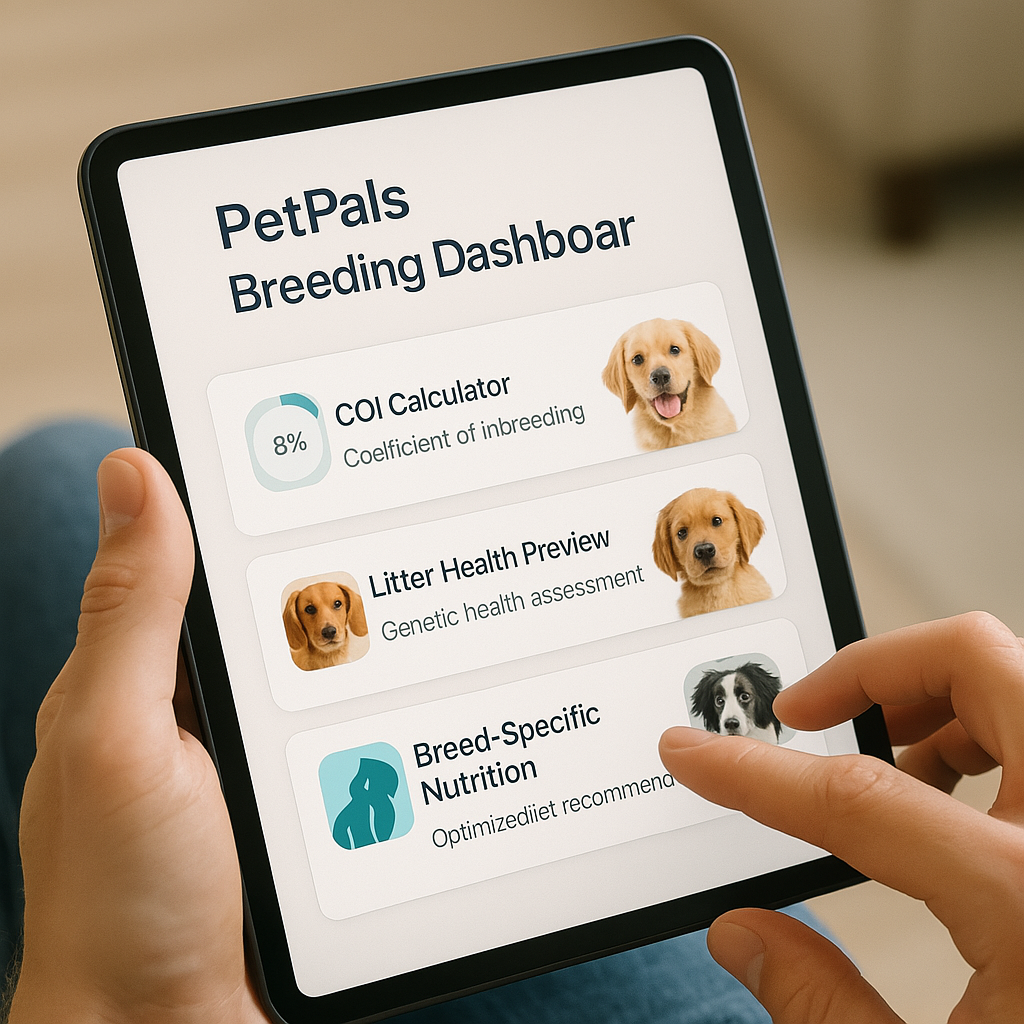 PetPals
Breeding Dashboar
8%
COI Calculator
Coelficient of inbreeding
Litter Health Preview
Genetic health assessment
Breed-Specific
Nutrition
Optimizediiet recommend